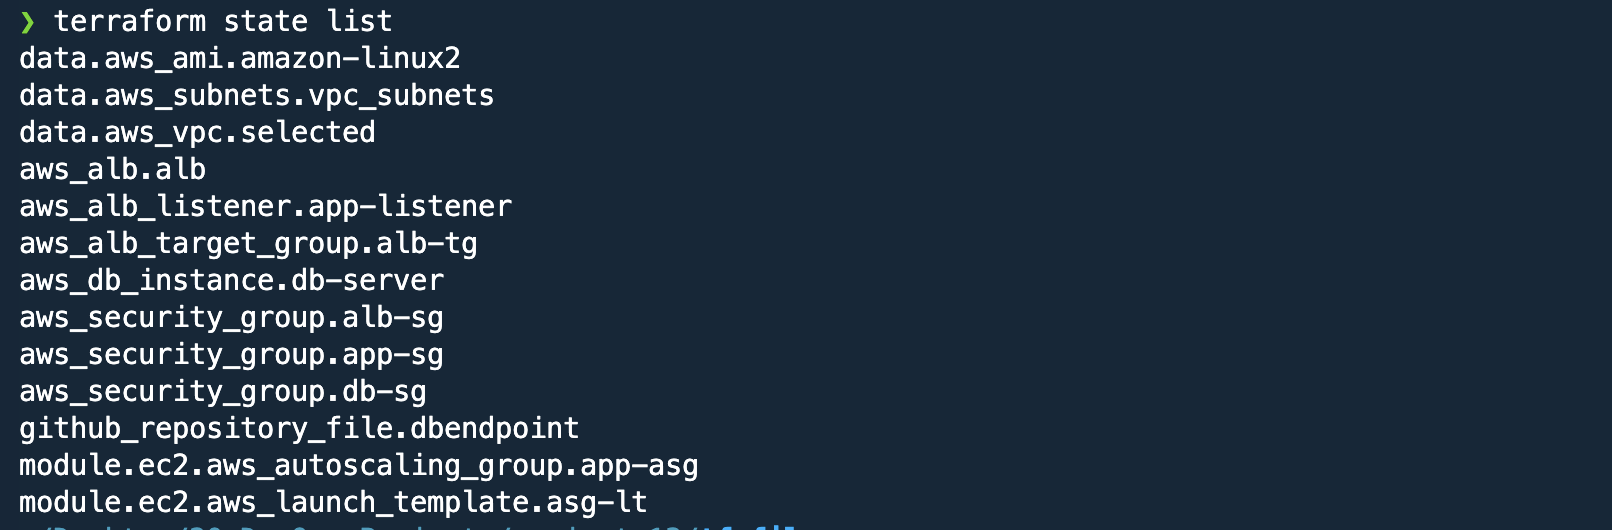 ❯ terraform state list
data.aws_ami.amazon-linux2
data.aws_subnets.vpc_subnets
data.aws_vpc.selected
aws_alb.alb
aws_alb_listener.app-listener
aws_alb_target_group.alb-tg
aws_db_instance.db-server
aws_security_group.alb-sg
aws_security_group.app-sg
aws_security_group.db-sg
github_repository_file.dbendpoint
module.ec2.aws_autoscaling_group.app-asg
module.ec2.aws_launch_template.asg-lt